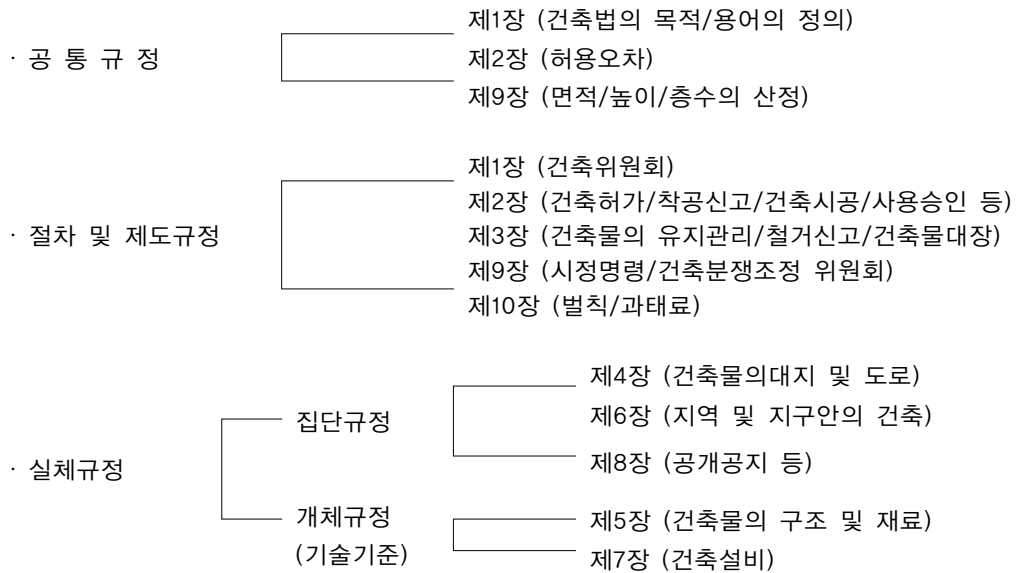 제1장 (건축법의 목적/용어의 정의)
· 공 통 규 정
제2장 (허용오차)
제9장 (면적/높이/층수의 산정)
제1장 (건축위원회)
제2장 (건축허가/착공신고/건축시공/사용승인 등)
· 절차 및 제도규정
제3장 (건축물의 유지관리/철거신고/건축물대장)
제9장 (시정명령/건축분쟁조정 위원회)
제10장 (벌칙/과태료)
제4장 (건축물의대지 및 도로)
집단규정
제6장 (지역 및 지구안의 건축)
제8장 (공개공지 등)
· 실체규정
개체규정
(기술기준)
제5장 (건축물의 구조 및 재료)
제7장 (건축설비)